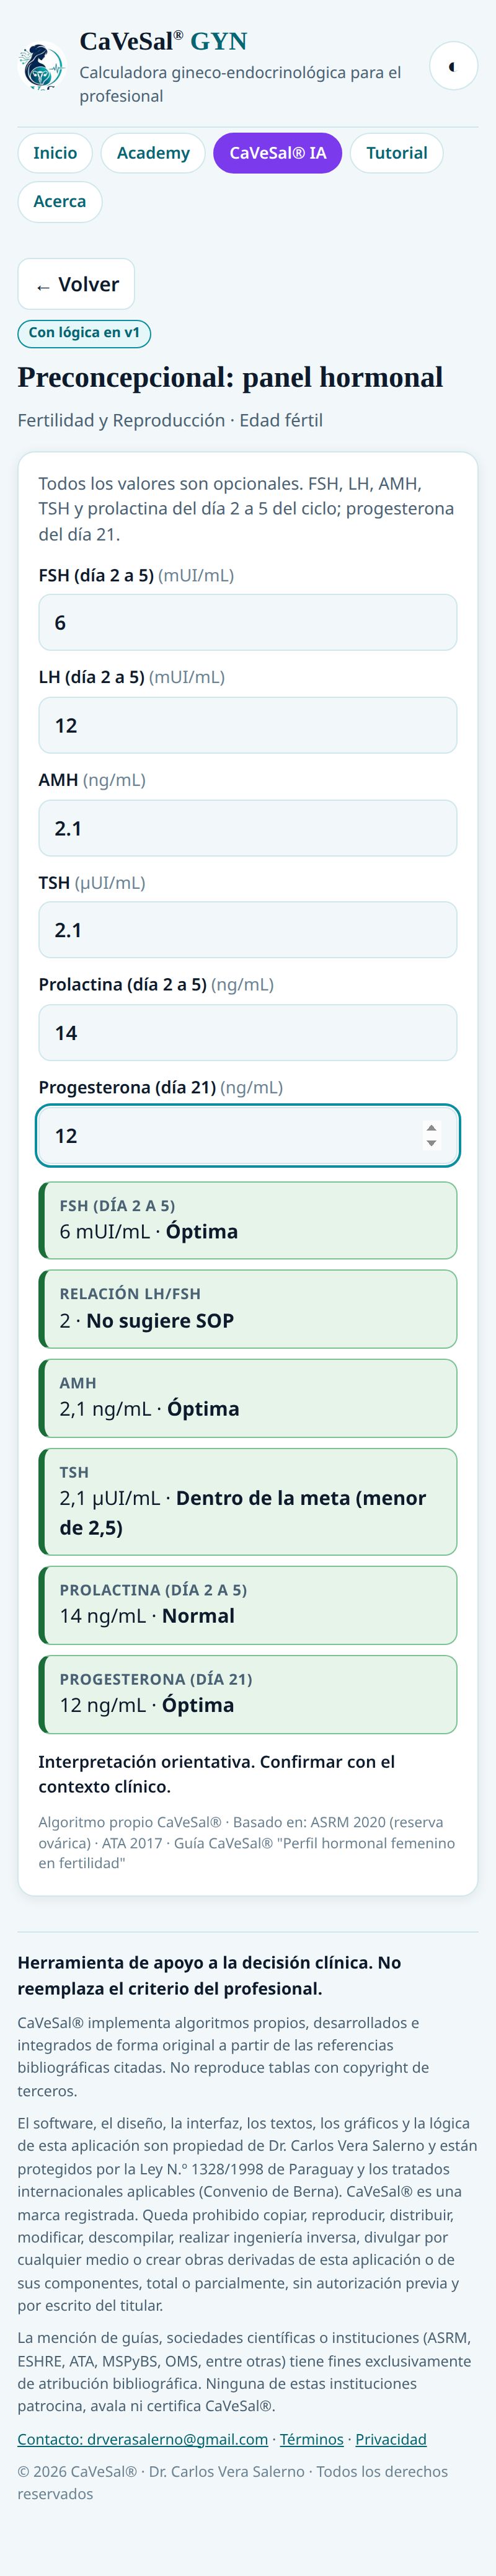 CaVeSal® GYN
Calculadora gineco-endocrinológica para el
profesional
Inicio
Academy
CaVeSal® IA
Tutorial
Acerca
← Volver
Con lógica en v1
Preconcepcional: panel hormonal
Fertilidad y Reproducción · Edad fértil
Todos los valores son opcionales. FSH, LH, AMH,
TSH y prolactina del día 2 a 5 del ciclo; progesterona
del día 21.
FSH (día 2 a 5) (mUI/mL)
6
LH (día 2 a 5) (mUI/mL)
12
AMH (ng/mL)
2.1
TSH (µUI/mL)
2.1
Prolactina (día 2 a 5) (ng/mL)
14
Progesterona (día 21) (ng/mL)
12
FSH (DÍA 2 A 5)
6 mUI/mL · Óptima
RELACIÓN LH/FSH
2 · No sugiere SOP
AMH
2,1 ng/mL · Óptima
TSH
2,1 µUI/mL · Dentro de la meta (menor
de 2,5)
PROLACTINA (DÍA 2 A 5)
14 ng/mL · Normal
PROGESTERONA (DÍA 21)
12 ng/mL · Óptima
Interpretación orientativa. Confirmar con el
contexto clínico.
Algoritmo propio CaVeSal® · Basado en: ASRM 2020 (reserva
ovárica) · ATA 2017 · Guía CaVeSal® "Perfil hormonal femenino
en fertilidad"
Herramienta de apoyo a la decisión clínica. No
reemplaza el criterio del profesional.
CaVeSal® implementa algoritmos propios, desarrollados e
integrados de forma original a partir de las referencias
bibliográficas citadas. No reproduce tablas con copyright de
terceros.
El software, el diseño, la interfaz, los textos, los gráficos y la lógica
de esta aplicación son propiedad de Dr. Carlos Vera Salerno y están
protegidos por la Ley N.º 1328/1998 de Paraguay y los tratados
internacionales aplicables (Convenio de Berna). CaVeSal® es una
marca registrada. Queda prohibido copiar, reproducir, distribuir,
modificar, descompilar, realizar ingeniería inversa, divulgar por
cualquier medio o crear obras derivadas de esta aplicación o de
sus componentes, total o parcialmente, sin autorización previa y
por escrito del titular.
La mención de guías, sociedades científicas o instituciones (ASRM,
ESHRE, ATA, MSPyBS, OMS, entre otras) tiene fines exclusivamente
de atribución bibliográfica. Ninguna de estas instituciones
patrocina, avala ni certifica CaVeSal®.
Contacto: drverasalerno@gmail.com · Términos · Privacidad
© 2026 CaVeSal® · Dr. Carlos Vera Salerno · Todos los derechos
reservados